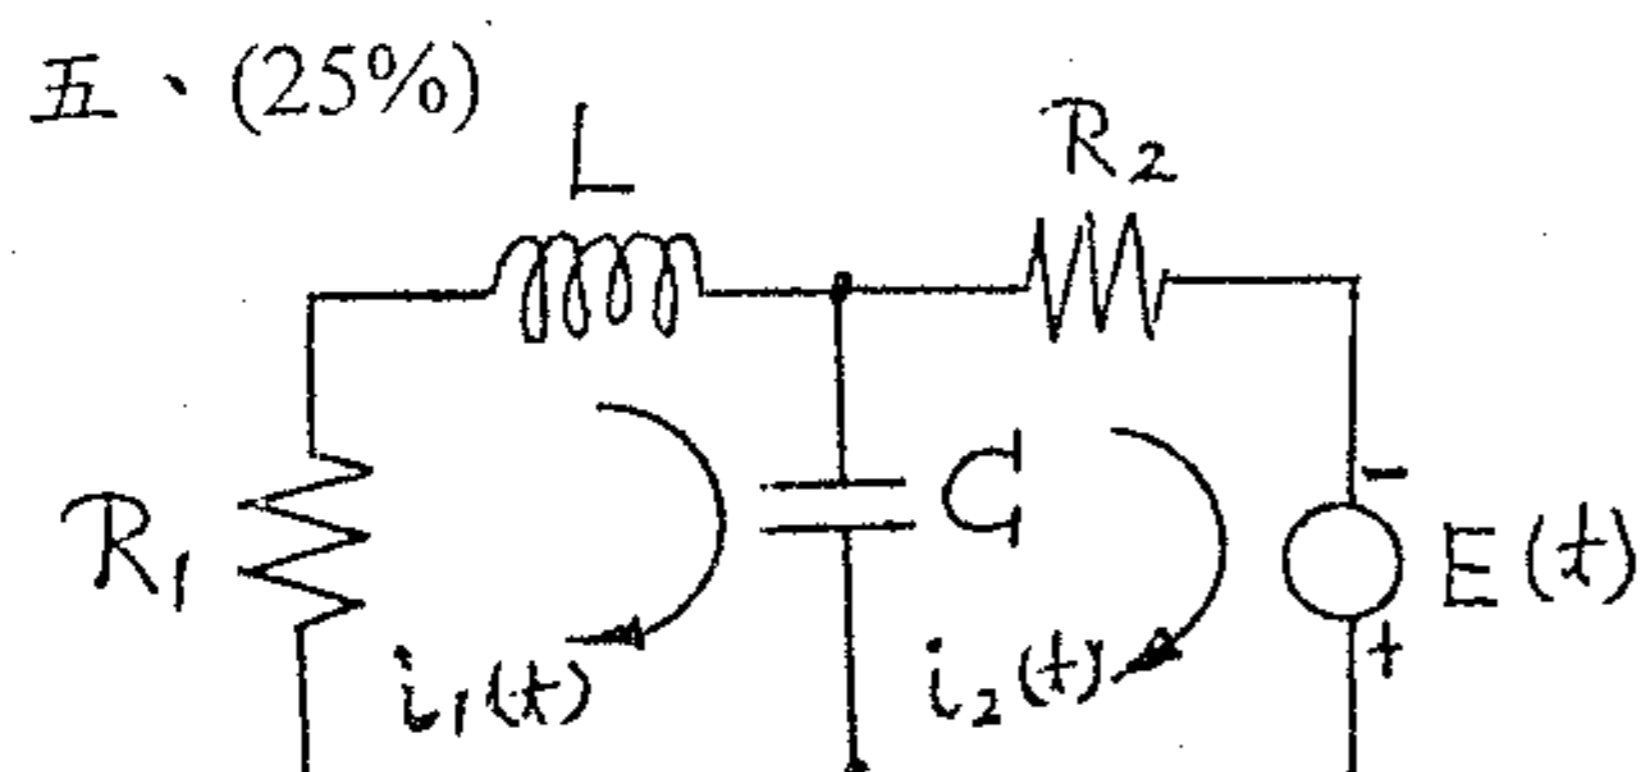 五、(25%)
L
R2
R1
C
E(t)
-
+
i1(t)
i2(t)